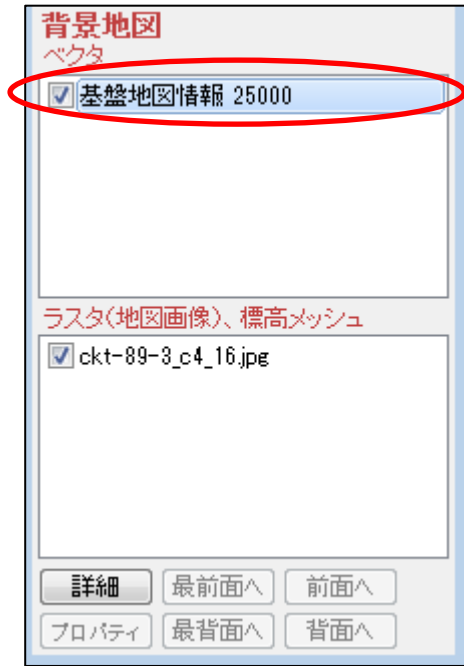 背景地図
ベクタ
基盤地図情報 25000
ラスタ(地図画像)、標高メッシュ
ckt-89-3_c4_16.jpg
詳細 最前面へ 前面へ
プロパティ 最背面へ 背面へ